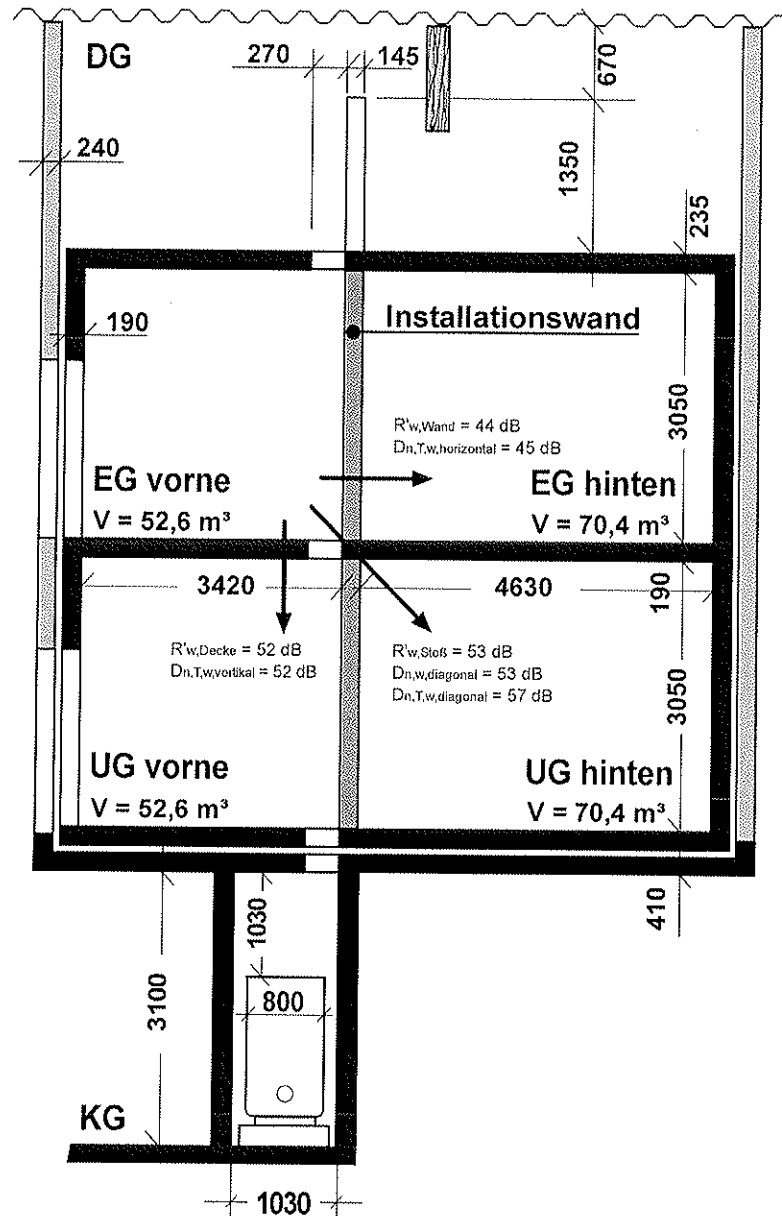 DG
270
145
670
240
1350
235
190
Installationswand
R'w,Wand = 44 dB
Dn,T,w,horizontal = 45 dB
3050
EG vorne
V = 52,6 m³
EG hinten
V = 70,4 m³
3420
4630
190
R'w,Decke = 52 dB
Dn,T,w,vertikal = 52 dB
R'w,Stoß = 53 dB
Dn,w,diagonal = 53 dB
Dn,T,w,diagonal = 57 dB
3050
UG vorne
V = 52,6 m³
UG hinten
V = 70,4 m³
1030
410
3100
800
KG
1030